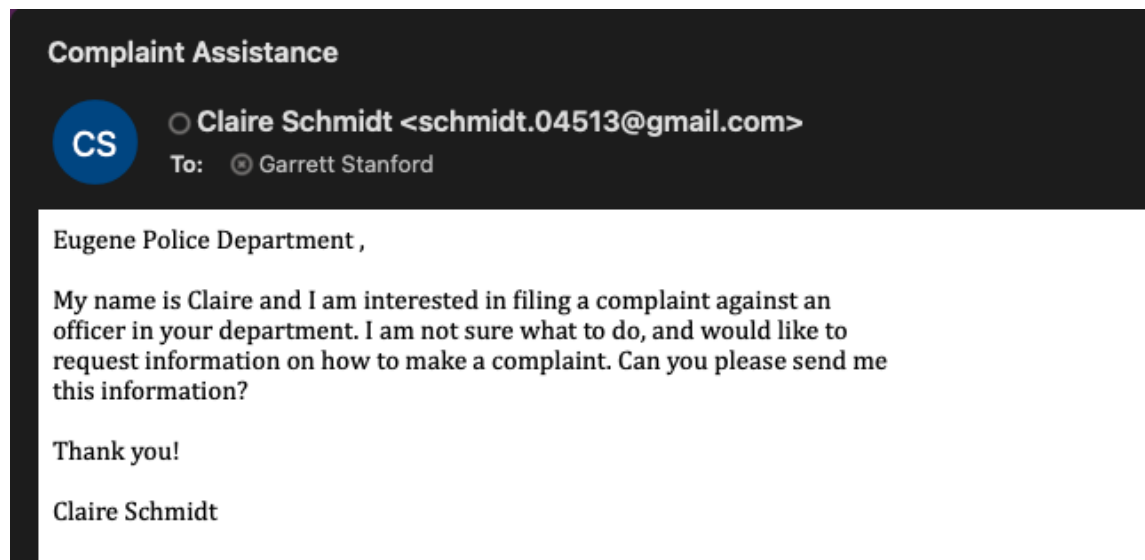 Complaint Assistance
CS
Claire Schmidt <schmidt.04513@gmail.com>
To: Garrett Stanford
Eugene Police Department ,
My name is Claire and I am interested in filing a complaint against an
officer in your department. I am not sure what to do, and would like to
request information on how to make a complaint. Can you please send me
this information?
Thank you!
Claire Schmidt